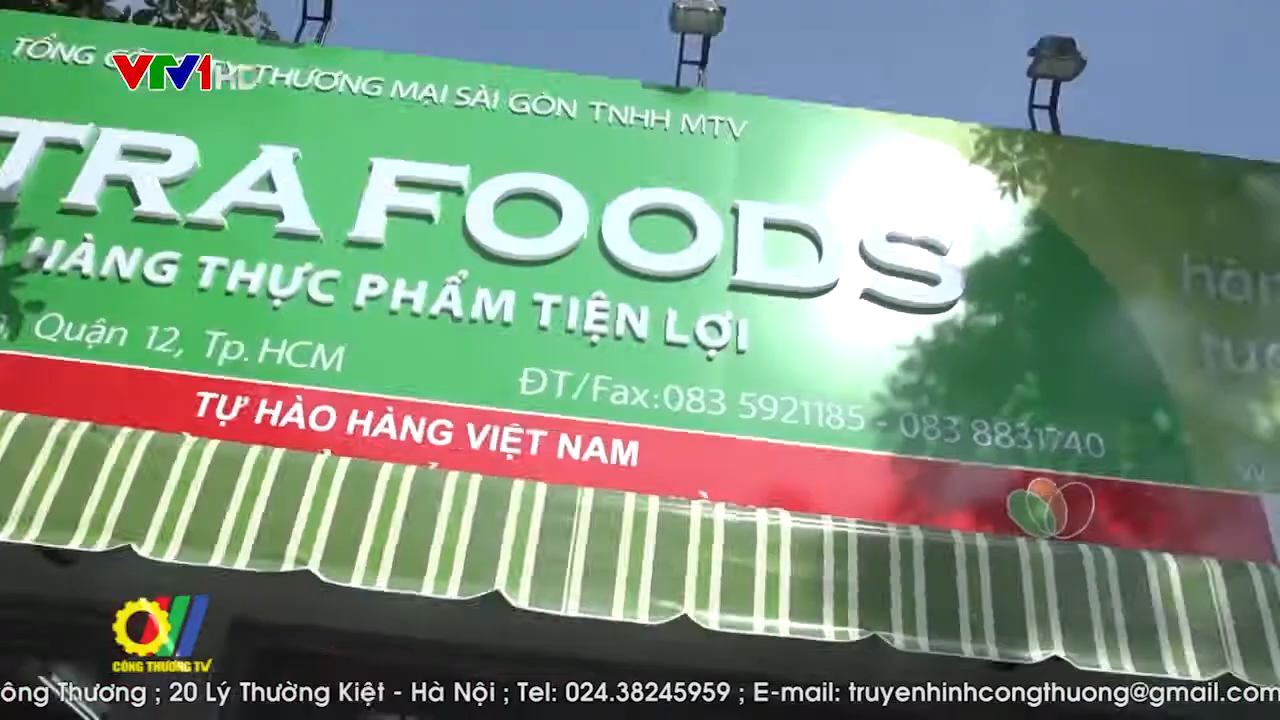 TỔNG CÔNG TY THƯƠNG MẠI SÀI GÒN TNHH MTV
VTV1 HD
TRA FOODS
HÀNG THỰC PHẨM TIỆN LỢI
Quận 12, Tp. HCM
ĐT/Fax:083 5921185 - 083 8831740
TỰ HÀO HÀNG VIỆT NAM
CÔNG THƯƠNG TV
ông Thương ; 20 Lý Thường Kiệt - Hà Nội ; Tel: 024.38245959 ; E-mail: truyenhinhcongthuong@gmail.com